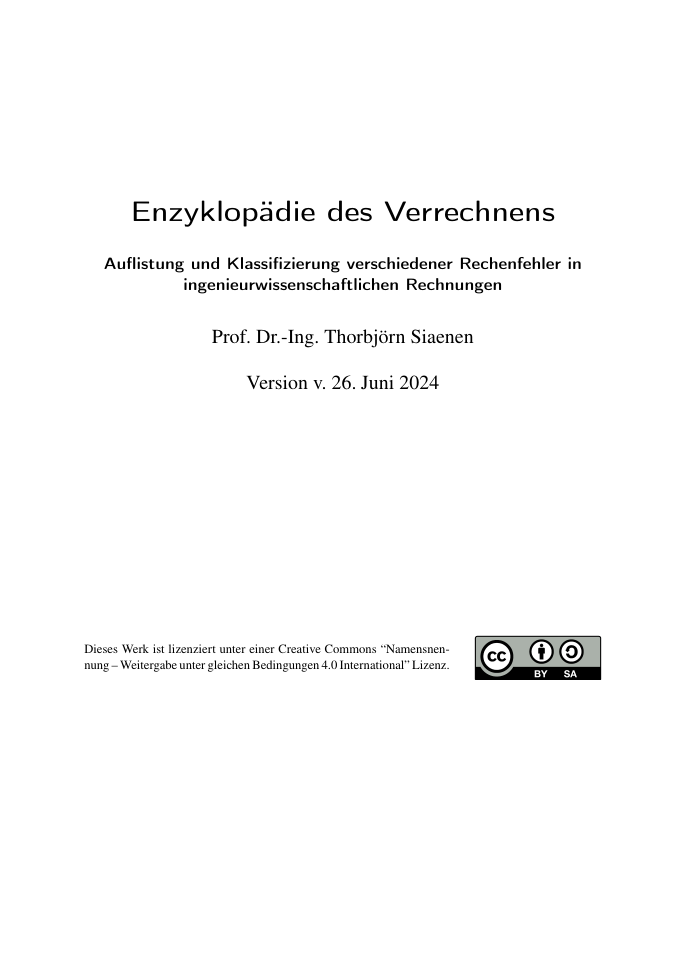 Enzyklopädie des Verrechnens
Auflistung und Klassifizierung verschiedener Rechenfehler in
ingenieurwissenschaftlichen Rechnungen
Prof. Dr.-Ing. Thorbjörn Siaenen
Version v. 26. Juni 2024
Dieses Werk ist lizenziert unter einer Creative Commons “Namensnen-
nung – Weitergabe unter gleichen Bedingungen 4.0 International” Lizenz.
cc
BY SA